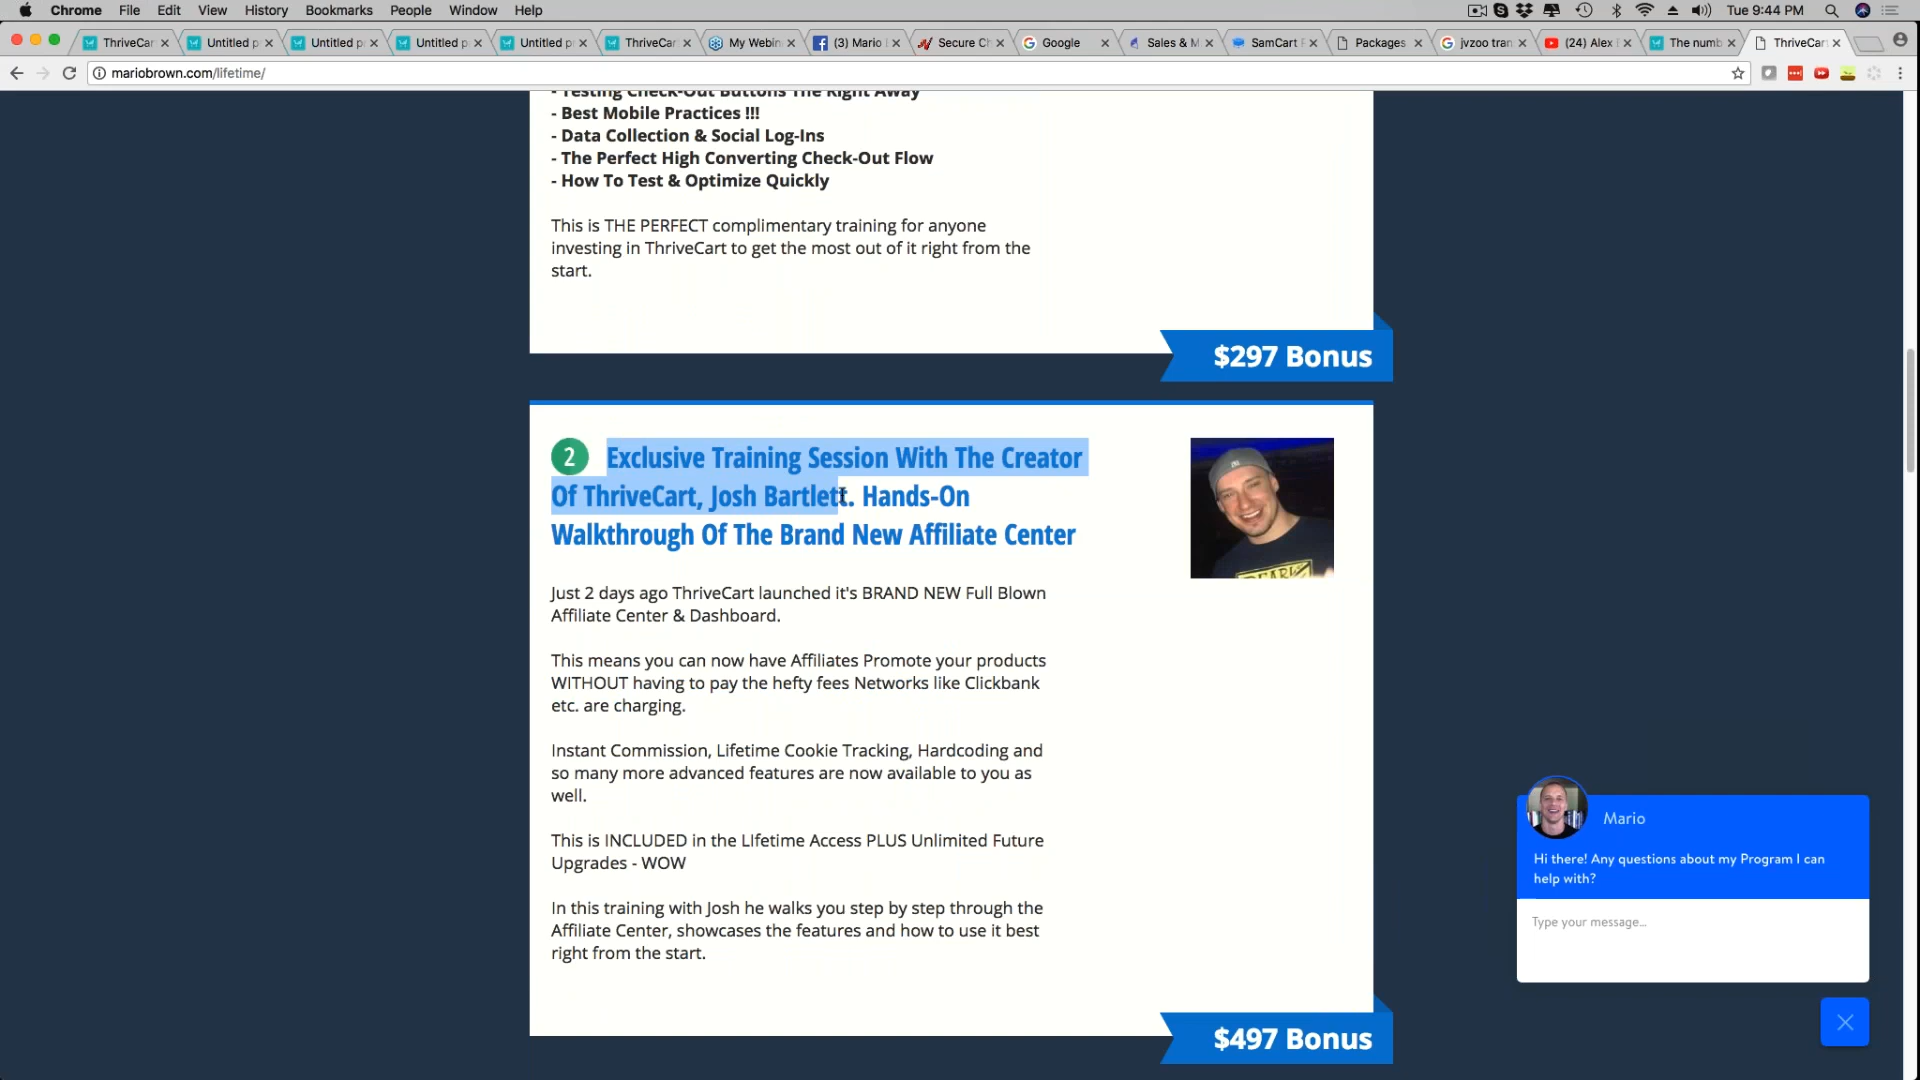 Chrome File Edit View History Bookmarks People Window Help Tue 9:44 PM
ThriveCar Untitled p Untitled p Untitled p Untitled p ThriveCar My Webin (3) Mario Secure Ch Google Sales & M SamCart Packages jvzoo tran (24) Alex The numb ThriveCar
mariobrown.com/lifetime/
- Testing Check-Out Buttons The Right Away
- Best Mobile Practices !!!
- Data Collection & Social Log-Ins
- The Perfect High Converting Check-Out Flow
- How To Test & Optimize Quickly
This is THE PERFECT complimentary training for anyone
investing in ThriveCart to get the most out of it right from the
start.
$297 Bonus
2 Exclusive Training Session With The Creator
Of ThriveCart, Josh Bartlett. Hands-On
Walkthrough Of The Brand New Affiliate Center
Just 2 days ago ThriveCart launched it's BRAND NEW Full Blown
Affiliate Center & Dashboard.
This means you can now have Affiliates Promote your products
WITHOUT having to pay the hefty fees Networks like Clickbank
etc. are charging.
Instant Commission, Lifetime Cookie Tracking, Hardcoding and
so many more advanced features are now available to you as
well.
This is INCLUDED in the LIfetime Access PLUS Unlimited Future
Upgrades - WOW
In this training with Josh he walks you step by step through the
Affiliate Center, showcases the features and how to use it best
right from the start.
$497 Bonus
Mario
Hi there! Any questions about my Program I can
help with?
Type your message...